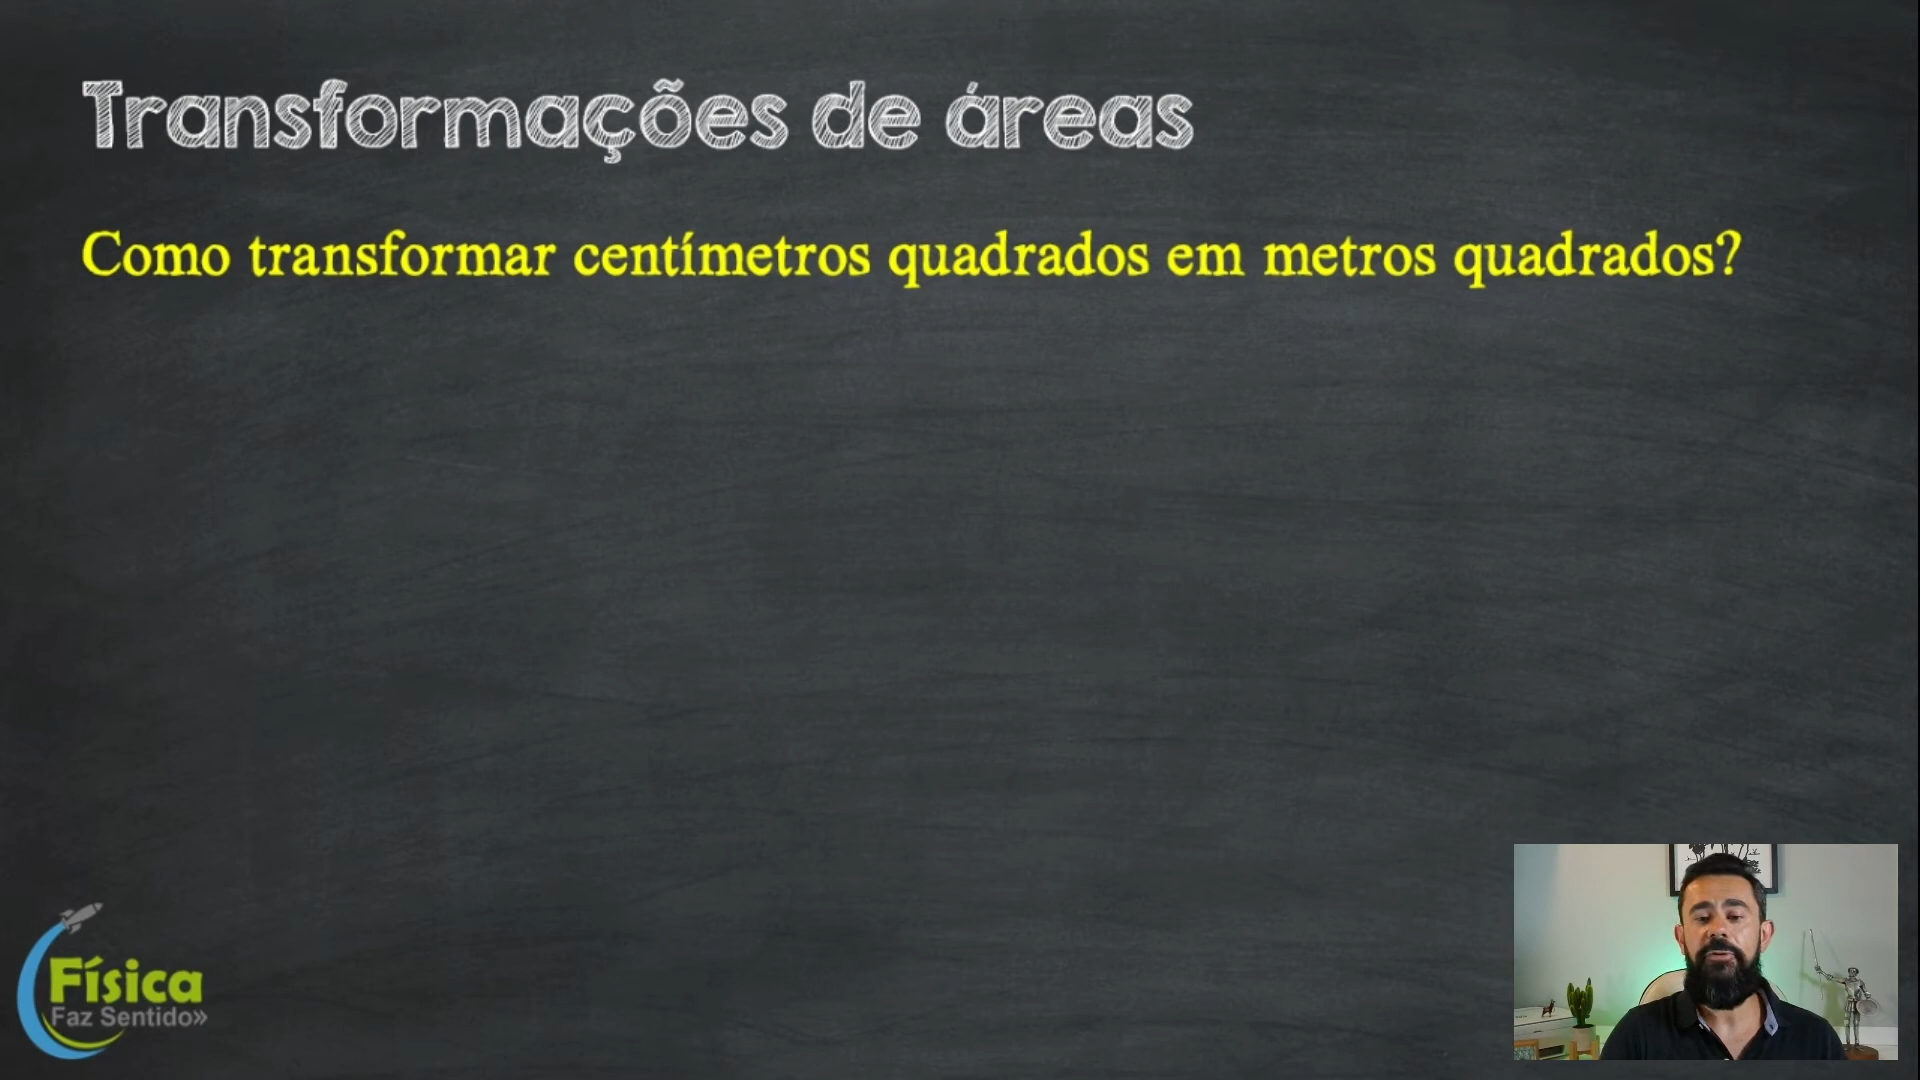 Transformações de áreas
Como transformar centímetros quadrados em metros quadrados?
Física
Faz Sentido»